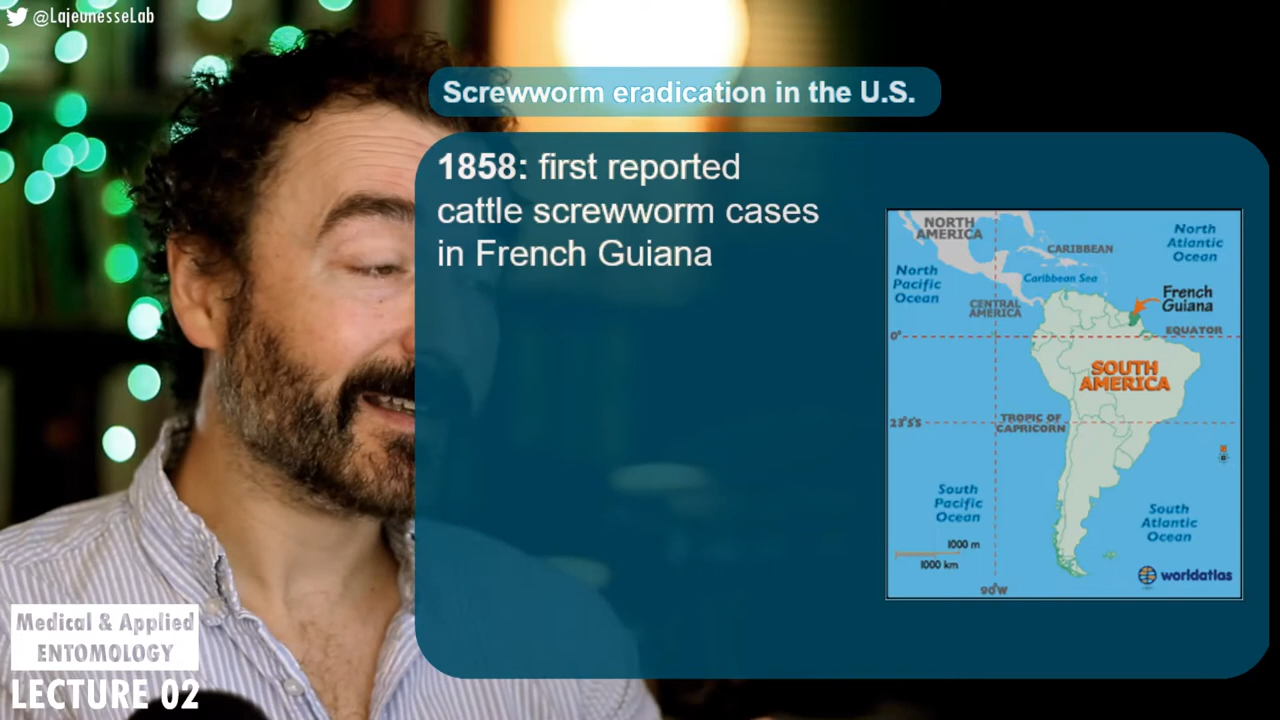 @LajeunesseLab
Screwworm eradication in the U.S.
1858: first reported
cattle screwworm cases
in French Guiana
NORTH
AMERICA
North
Atlantic
Ocean
CARIBBEAN
North
Pacific
Ocean
Caribbean Sea
French
Guiana
CENTRAL
AMERICA
EQUATOR
0°
SOUTH
AMERICA
TROPIC OF
CAPRICORN
23°5'S
South
Pacific
Ocean
South
Atlantic
Ocean
1000 m
1000 km
worldatlas
90°W
Medical & Applied
ENTOMOLOGY
LECTURE 02